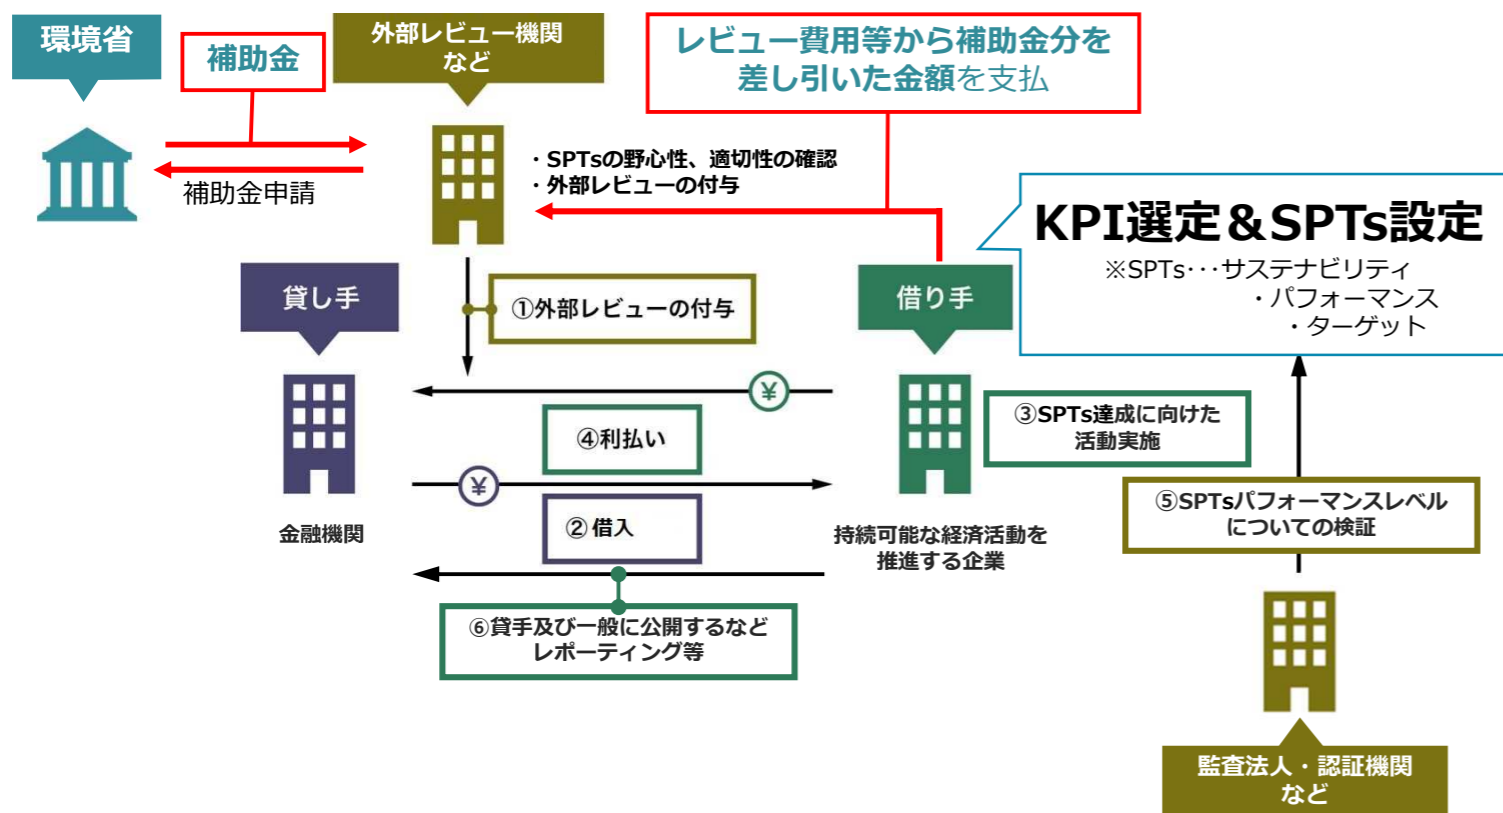 環境省
補助金
外部レビュー機関
など
レビュー費用等から補助金分を
差し引いた金額を支払
補助金申請
・SPTsの野心性、適切性の確認
・外部レビューの付与
KPI選定＆SPTs設定
※SPTs･･･サステナビリティ
・パフォーマンス
・ターゲット
貸し手
①外部レビューの付与
借り手
¥
④利払い
③SPTs達成に向けた
活動実施
¥
②借入
金融機関
持続可能な経済活動を
推進する企業
⑤SPTsパフォーマンスレベル
についての検証
⑥貸手及び一般に公開するなど
レポーティング等
監査法人・認証機関
など